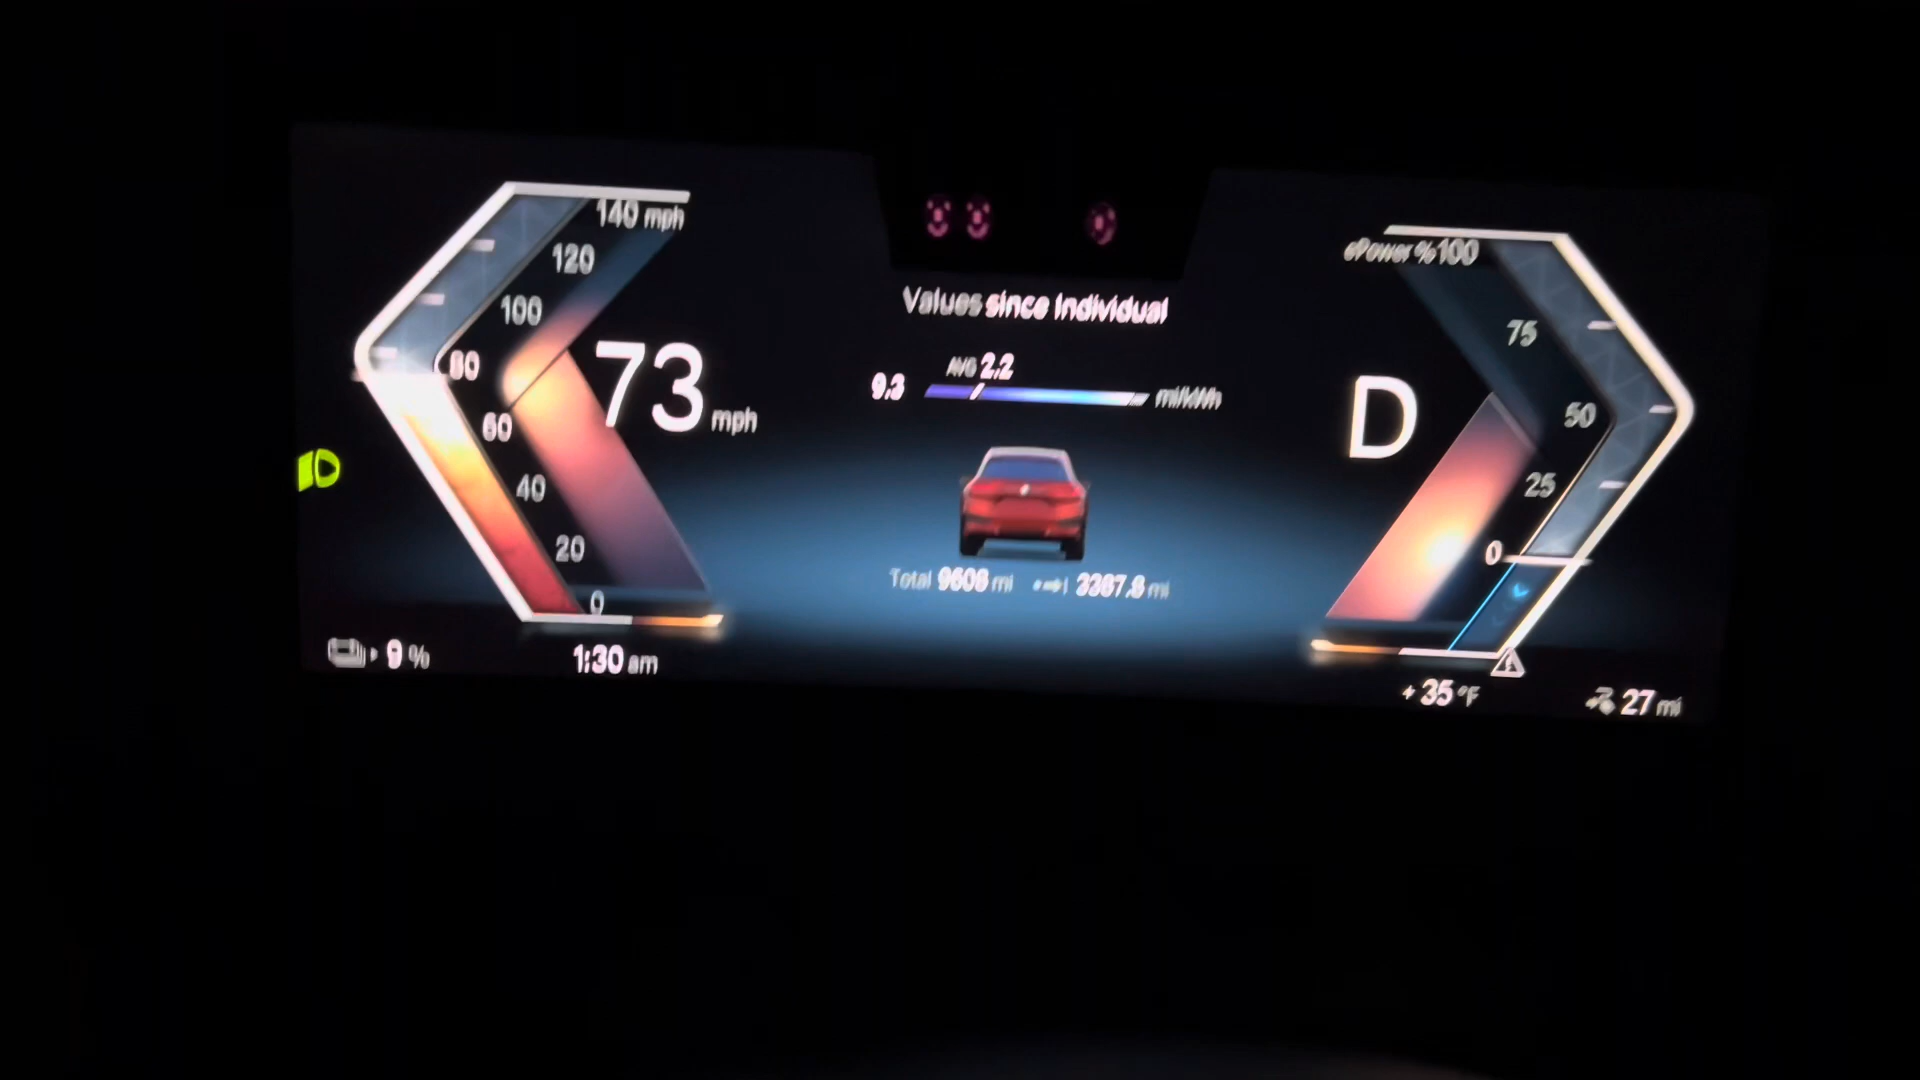 140 mph
120
100
80
60
40
20
0
73 mph
Values since Individual
AVG 2.2
9.3 mi/kWh
Total 9608 mi 3387.8 mi
ePower % 100
75
50
25
0
D
9 %
1:30 am
+ 35 °F
27 mi